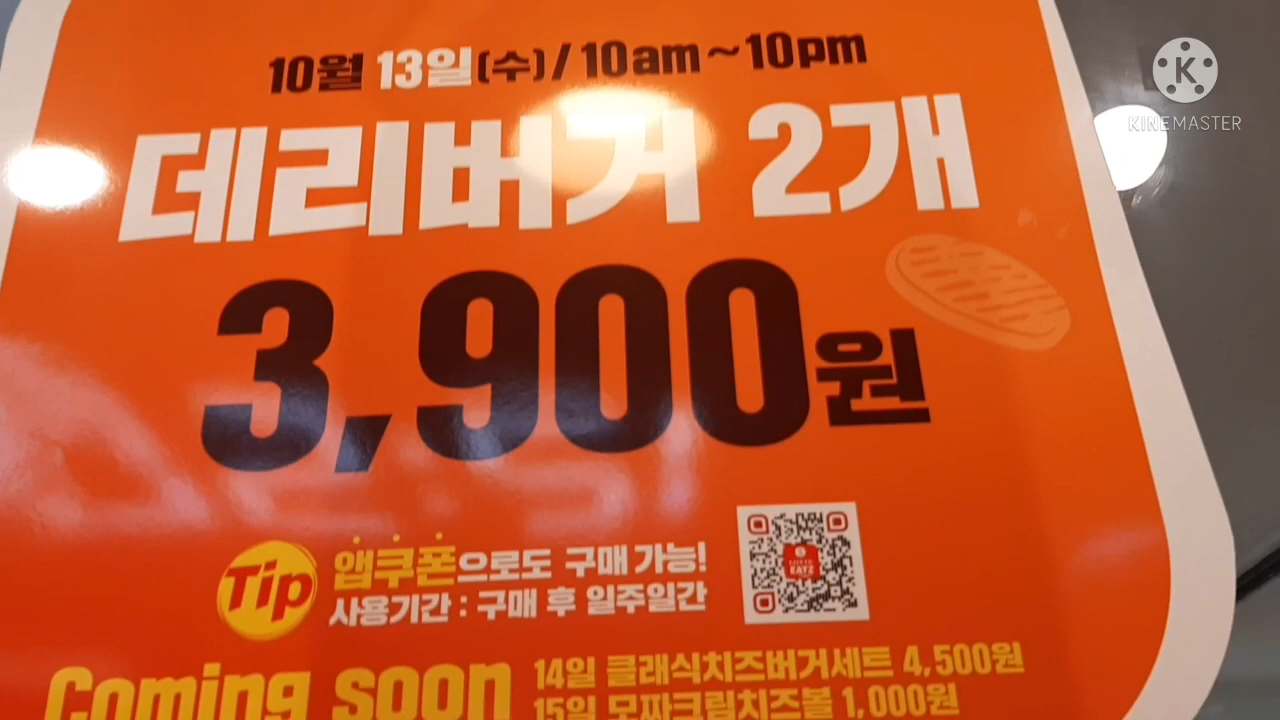 10월 13일(수)/10am~10pm
데리버거 2개
3,900원
Tip
앱쿠폰으로도 구매 가능!
사용기간 : 구매 후 일주일간
LOTTE
EATZ
Coming soon
14일 클래식치즈버거세트 4,500원
15일 모짜크림치즈볼 1,000원
K
KINEMASTER